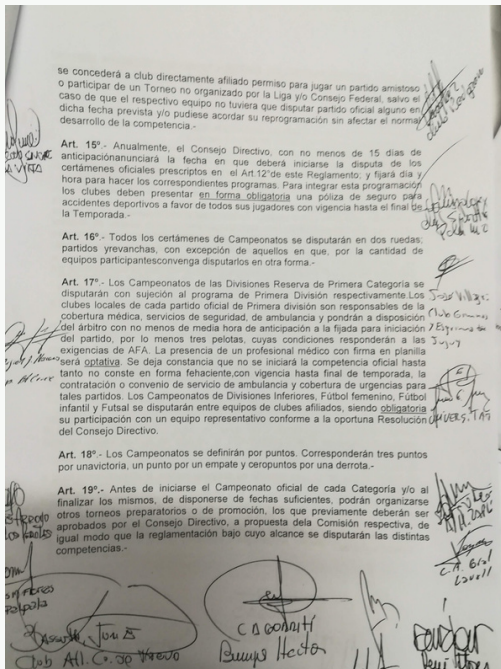 se concederá a club directamente afiliado permiso para jugar un partido amistoso
o participar de un Torneo no organizado por la Liga y/o Consejo Federal, salvo el
caso de que el respectivo equipo no tuviera que disputar partido oficial alguno en
dicha fecha prevista y/o pudiese acordar su reprogramación sin afectar el normal
desarrollo de la competencia.-
Art. 15º.- Anualmente, el Consejo Directivo, con no menos de 15 días de
anticipaciónanunciará la fecha en que deberá iniciarse la disputa de los
certámenes oficiales prescriptos en el Art.12°de este Reglamento; y fijará día y
hora para hacer los correspondientes programas. Para integrar esta programación
los clubes deben presentar en forma obligatoria una póliza de seguro para
accidentes deportivos a favor de todos sus jugadores con vigencia hasta el final de
la Temporada.-
Art. 16º.- Todos los certámenes de Campeonatos se disputarán en dos ruedas;
partidos yrevanchas, con excepción de aquellos en que, por la cantidad de
equipos participantesconvenga disputarlos en otra forma.-
Art. 17º.- Los Campeonatos de las Divisiones Reserva de Primera Categoría se
disputarán con sujeción al programa de Primera División respectivamente.Los
clubes locales de cada partido oficial de Primera división son responsables de la
cobertura médica, servicios de seguridad, de ambulancia y pondrán a disposición
del árbitro con no menos de media hora de anticipación a la fijada para iniciación
del partido, por lo menos tres pelotas, cuyas condiciones responderán a las
exigencias de AFA. La presencia de un profesional médico con firma en planilla
será optativa. Se deja constancia que no se iniciará la competencia oficial hasta
tanto no conste en forma fehaciente,con vigencia hasta final de temporada, la
contratación o convenio de servicio de ambulancia y cobertura de urgencias para
tales partidos. Los Campeonatos de Divisiones Inferiores, Fútbol femenino, Fútbol
infantil y Futsal se disputarán entre equipos de clubes afiliados, siendo obligatoria
su participación con un equipo representativo conforme a la oportuna Resolución
del Consejo Directivo.
Art. 18º.- Los Campeonatos se definirán por puntos. Corresponderán tres puntos
por unavictoria, un punto por un empate y ceropuntos por una derrota.-
Art. 19º.- Antes de iniciarse el Campeonato oficial de cada Categoría y/o al
finalizar los mismos, de disponerse de fechas suficientes, podrán organizarse
otros torneos preparatorios o de promoción, los que previamente deberán ser
aprobados por el Consejo Directivo, a propuesta dela Comisión respectiva, de
igual modo que la reglamentación bajo cuyo alcance se disputarán las distintas
competencias.-
Hector
Club Atl.